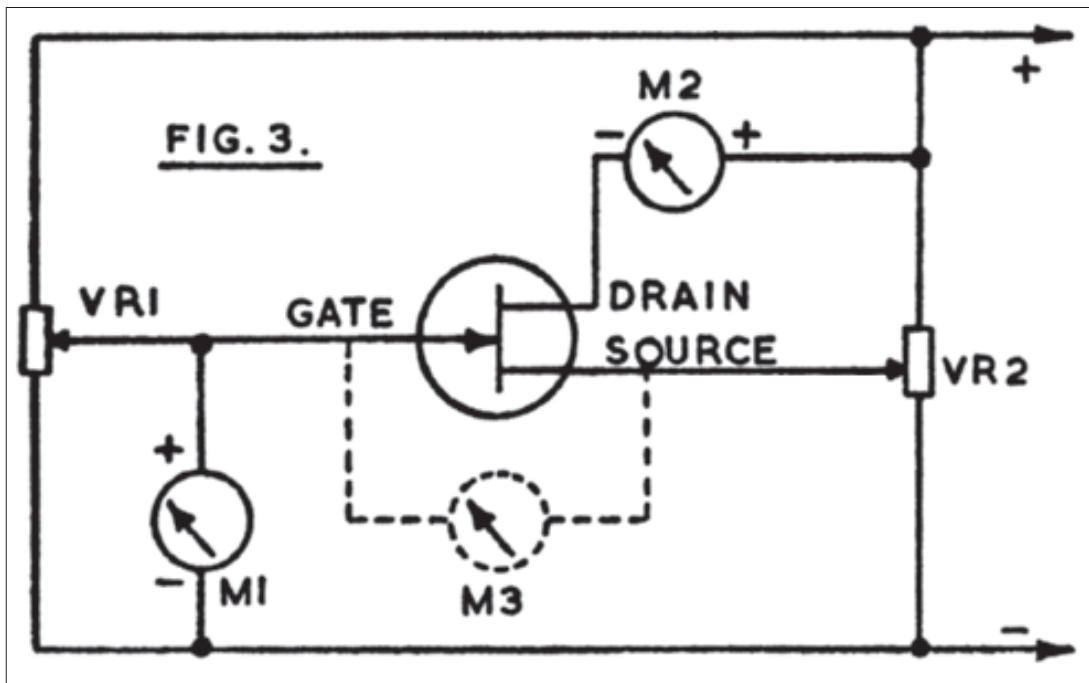 +
M2
- +
FIG. 3.
VR1
GATE
DRAIN
SOURCE
VR2
+
- M1
M3
-